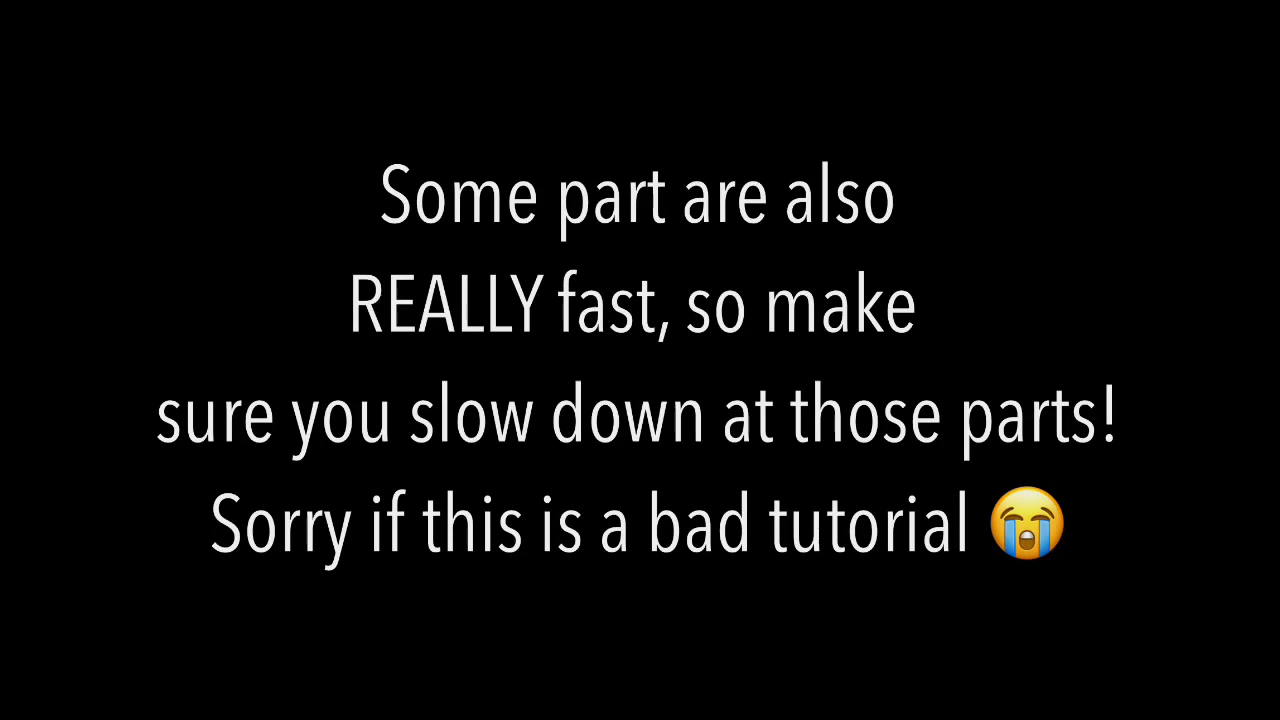 Some part are also
REALLY fast, so make
sure you slow down at those parts!
Sorry if this is a bad tutorial 😭